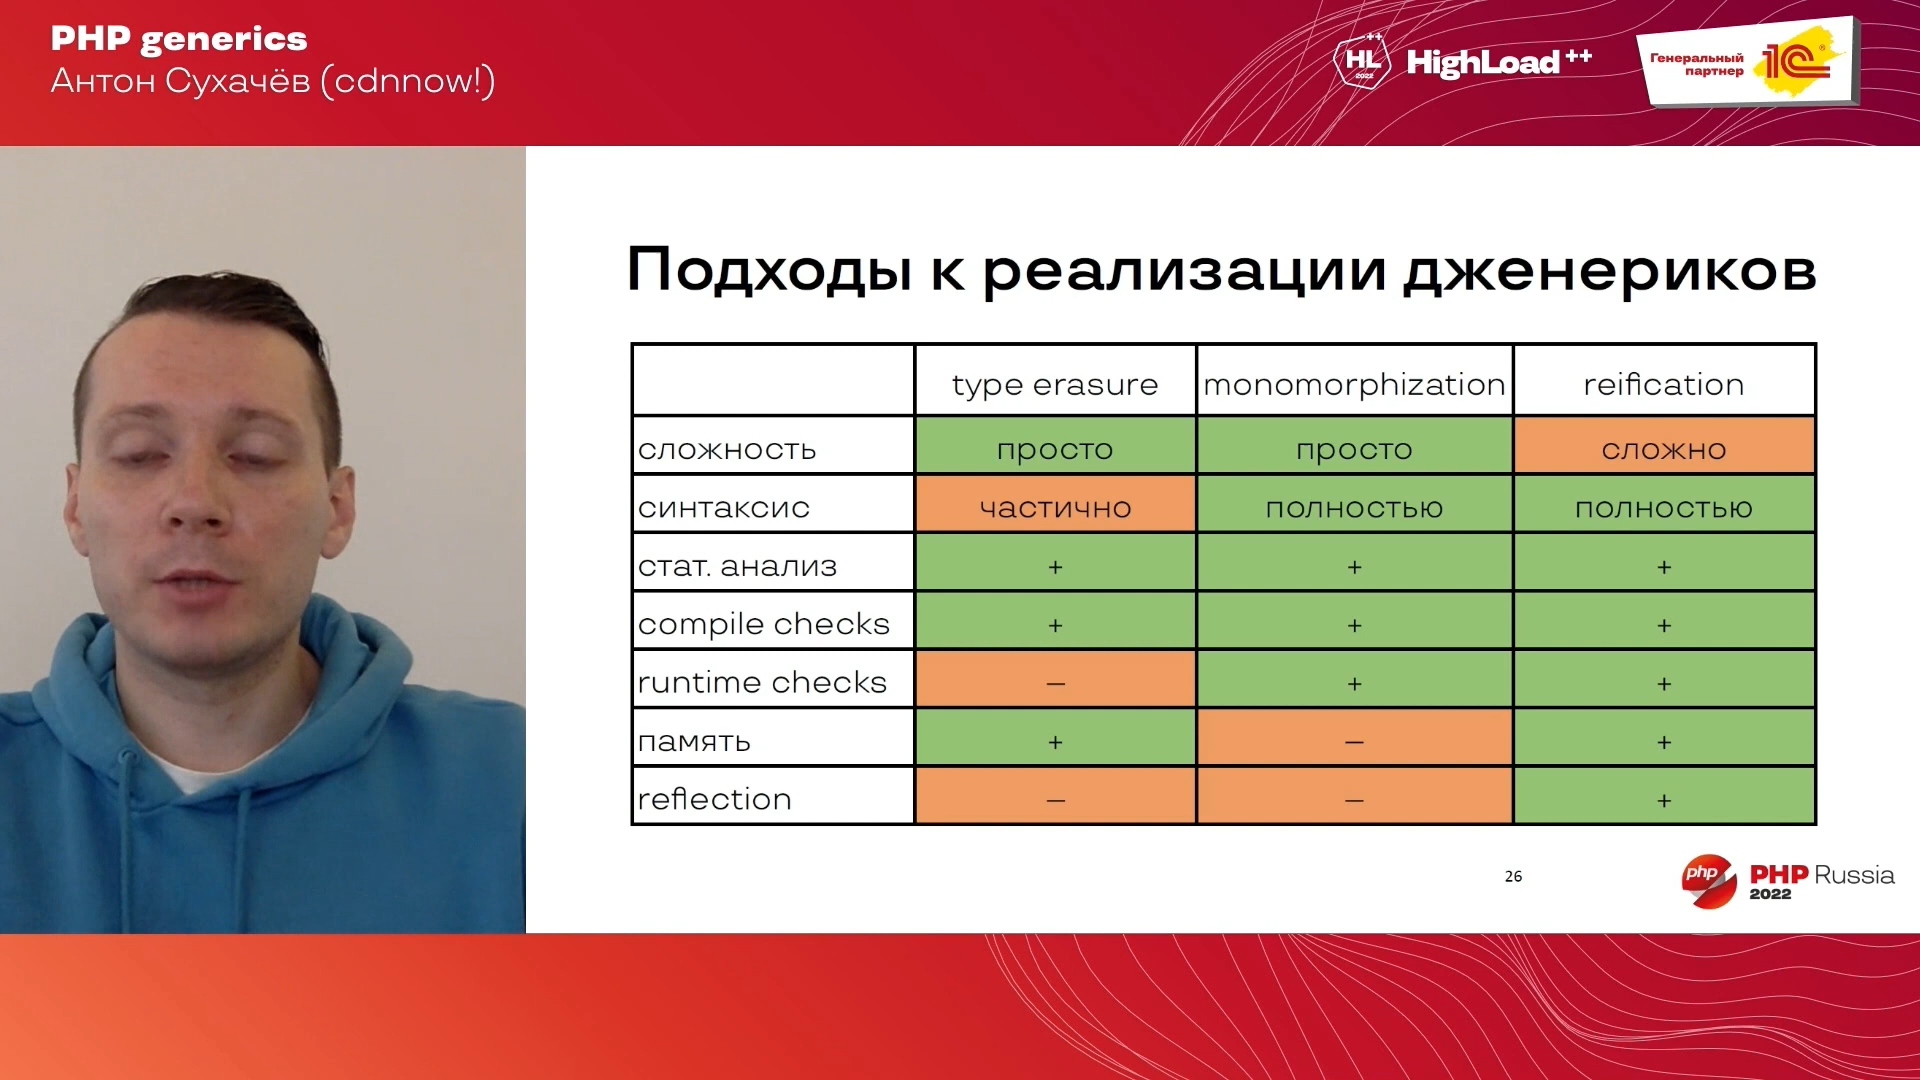 PHP generics
Антон Сухачёв (cdnnow!)
HL++
2022
HighLoad++
Генеральный
партнер
1С
Подходы к реализации дженериков
type erasure monomorphization reification
сложность просто просто сложно
синтаксис частично полностью полностью
стат. анализ + + +
compile checks + + +
runtime checks – + +
память + – +
reflection – – +
26
php
PHP Russia
2022